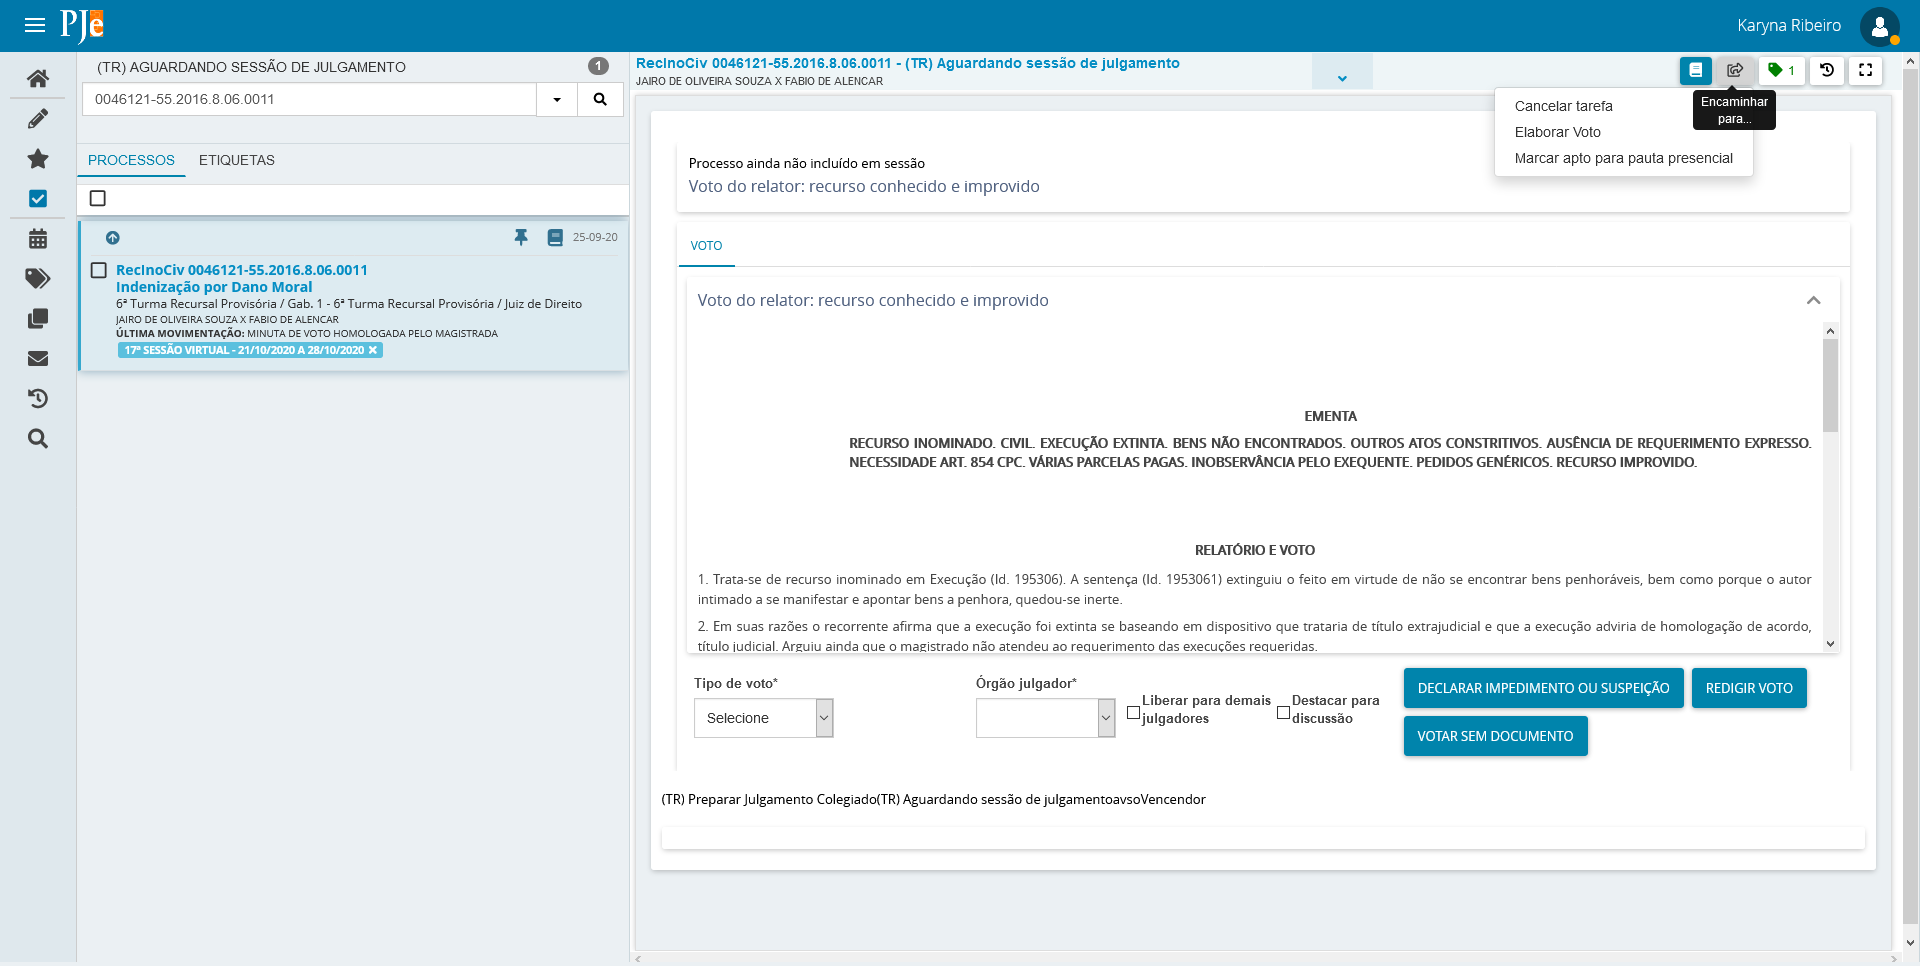 PJe
Karyna Ribeiro
(TR) AGUARDANDO SESSÃO DE JULGAMENTO
1
0046121-55.2016.8.06.0011
PROCESSOS
ETIQUETAS
25-09-20
RecInoCiv 0046121-55.2016.8.06.0011
Indenização por Dano Moral
6ª Turma Recursal Provisória / Gab. 1 - 6ª Turma Recursal Provisória / Juiz de Direito
JAIRO DE OLIVEIRA SOUZA X FABIO DE ALENCAR
ÚLTIMA MOVIMENTAÇÃO: MINUTA DE VOTO HOMOLOGADA PELO MAGISTRADA
17ª SESSÃO VIRTUAL - 21/10/2020 A 28/10/2020
RecInoCiv 0046121-55.2016.8.06.0011 - (TR) Aguardando sessão de julgamento
JAIRO DE OLIVEIRA SOUZA X FABIO DE ALENCAR
1
Encaminhar
para...
Cancelar tarefa
Elaborar Voto
Marcar apto para pauta presencial
Processo ainda não incluído em sessão
Voto do relator: recurso conhecido e improvido
VOTO
Voto do relator: recurso conhecido e improvido
EMENTA
RECURSO INOMINADO. CIVIL. EXECUÇÃO EXTINTA. BENS NÃO ENCONTRADOS. OUTROS ATOS CONSTRITIVOS. AUSÊNCIA DE REQUERIMENTO EXPRESSO.
NECESSIDADE ART. 854 CPC. VÁRIAS PARCELAS PAGAS. INOBSERVÂNCIA PELO EXEQUENTE. PEDIDOS GENÉRICOS. RECURSO IMPROVIDO.
RELATÓRIO E VOTO
1. Trata-se de recurso inominado em Execução (Id. 195306). A sentença (Id. 1953061) extinguiu o feito em virtude de não se encontrar bens penhoráveis, bem como porque o autor
intimado a se manifestar e apontar bens a penhora, quedou-se inerte.
2. Em suas razões o recorrente afirma que a execução foi extinta se baseando em dispositivo que trataria de título extrajudicial e que a execução adviria de homologação de acordo,
título judicial. Arguiu ainda que o magistrado não atendeu ao requerimento das execuções requeridas.
Tipo de voto*
Selecione
Órgão julgador*
Liberar para demais
julgadores
Destacar para
discussão
DECLARAR IMPEDIMENTO OU SUSPEIÇÃO
REDIGIR VOTO
VOTAR SEM DOCUMENTO
(TR) Preparar Julgamento Colegiado(TR) Aguardando sessão de julgamentoavsoVencendor